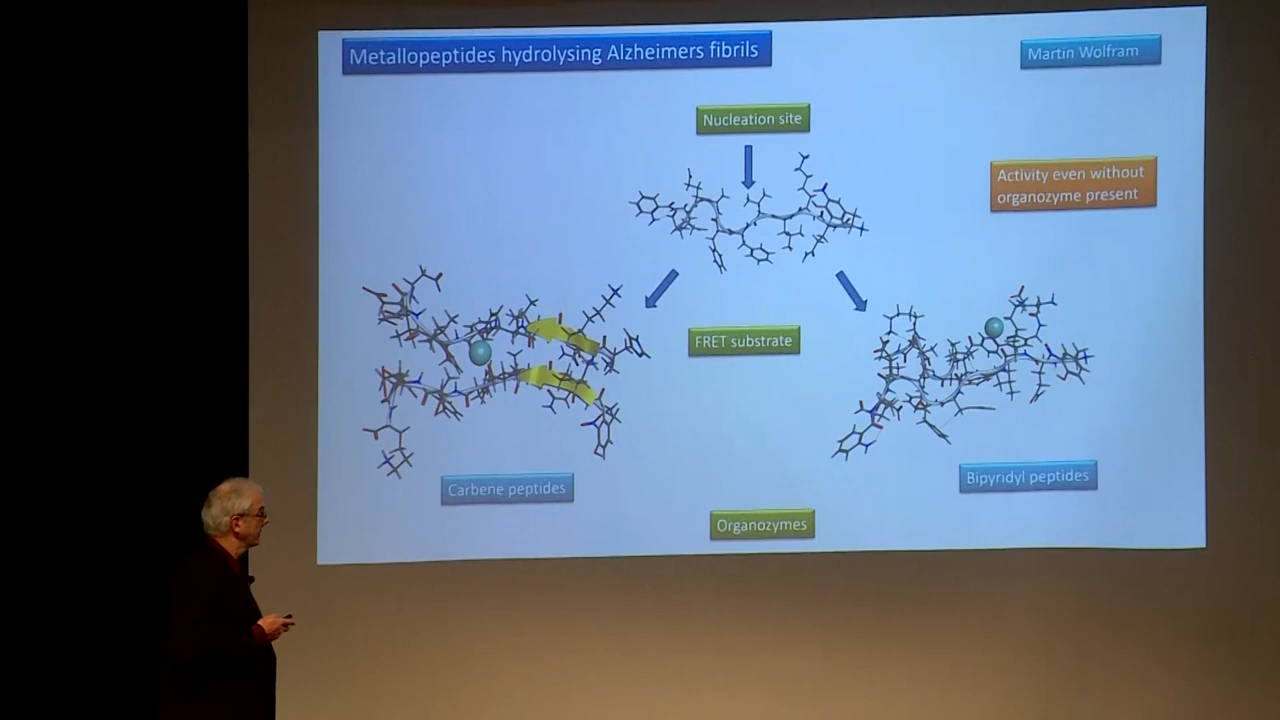 Metallopeptides hydrolysing Alzheimers fibrils
Martin Wolfram
Nucleation site
Activity even without
organozyme present
FRET substrate
Carbene peptides
Bipyridyl peptides
Organozymes